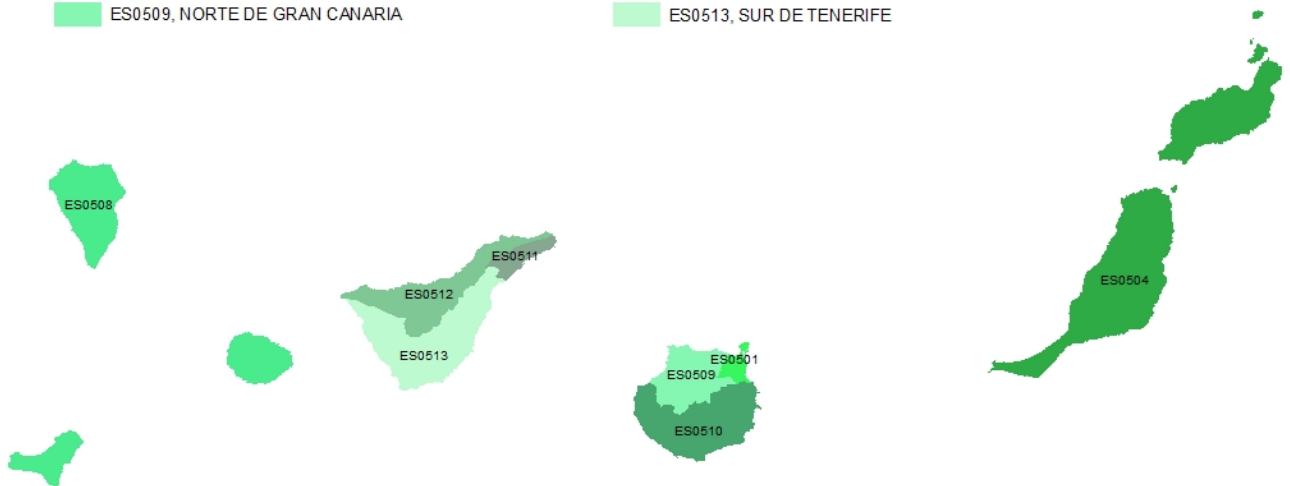 ES0509, NORTE DE GRAN CANARIA
ES0513, SUR DE TENERIFE
ES0508
ES0511
ES0512
ES0504
ES0513
ES0501
ES0509
ES0510